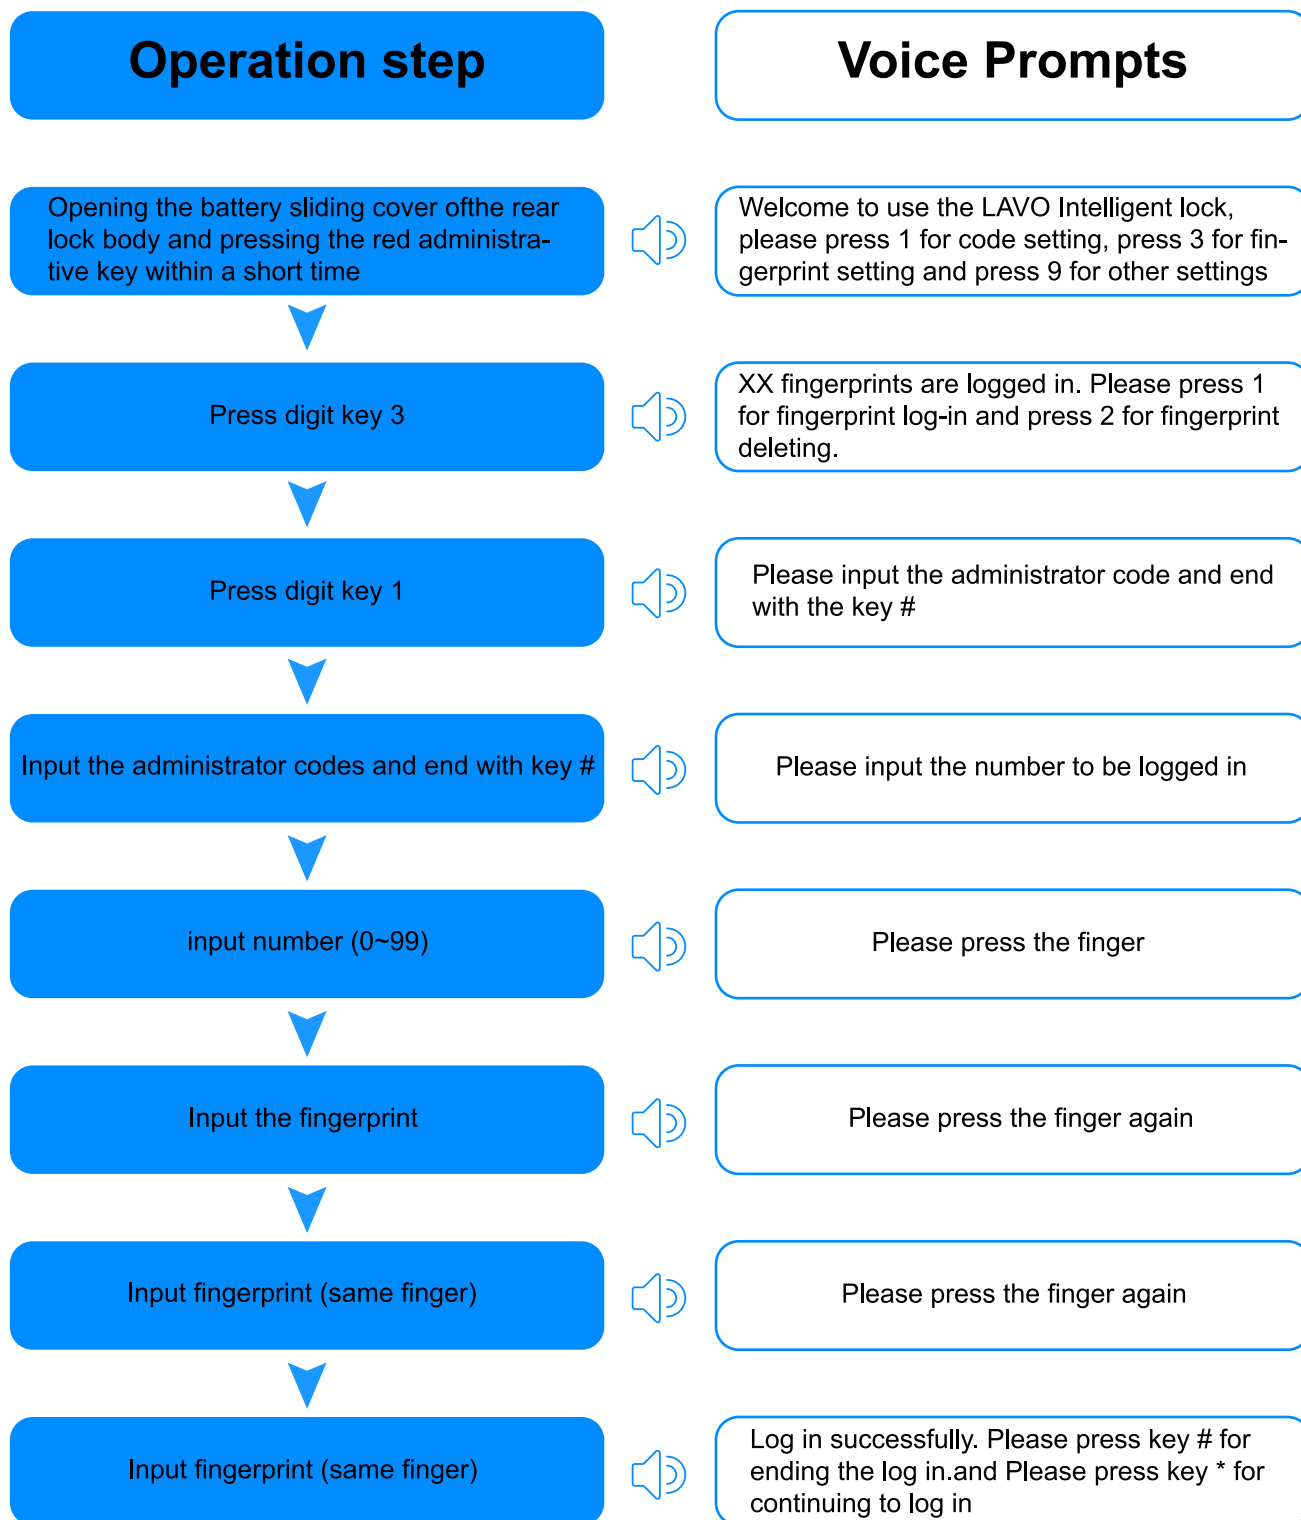 Operation step
Voice Prompts
Opening the battery sliding cover ofthe rear
lock body and pressing the red administra-
tive key within a short time
Welcome to use the LAVO Intelligent lock,
please press 1 for code setting, press 3 for fin-
gerprint setting and press 9 for other settings
Press digit key 3
XX fingerprints are logged in. Please press 1
for fingerprint log-in and press 2 for fingerprint
deleting.
Press digit key 1
Please input the administrator code and end
with the key #
Input the administrator codes and end with key #
Please input the number to be logged in
input number (0~99)
Please press the finger
Input the fingerprint
Please press the finger again
Input fingerprint (same finger)
Please press the finger again
Input fingerprint (same finger)
Log in successfully. Please press key # for
ending the log in.and Please press key * for
continuing to log in